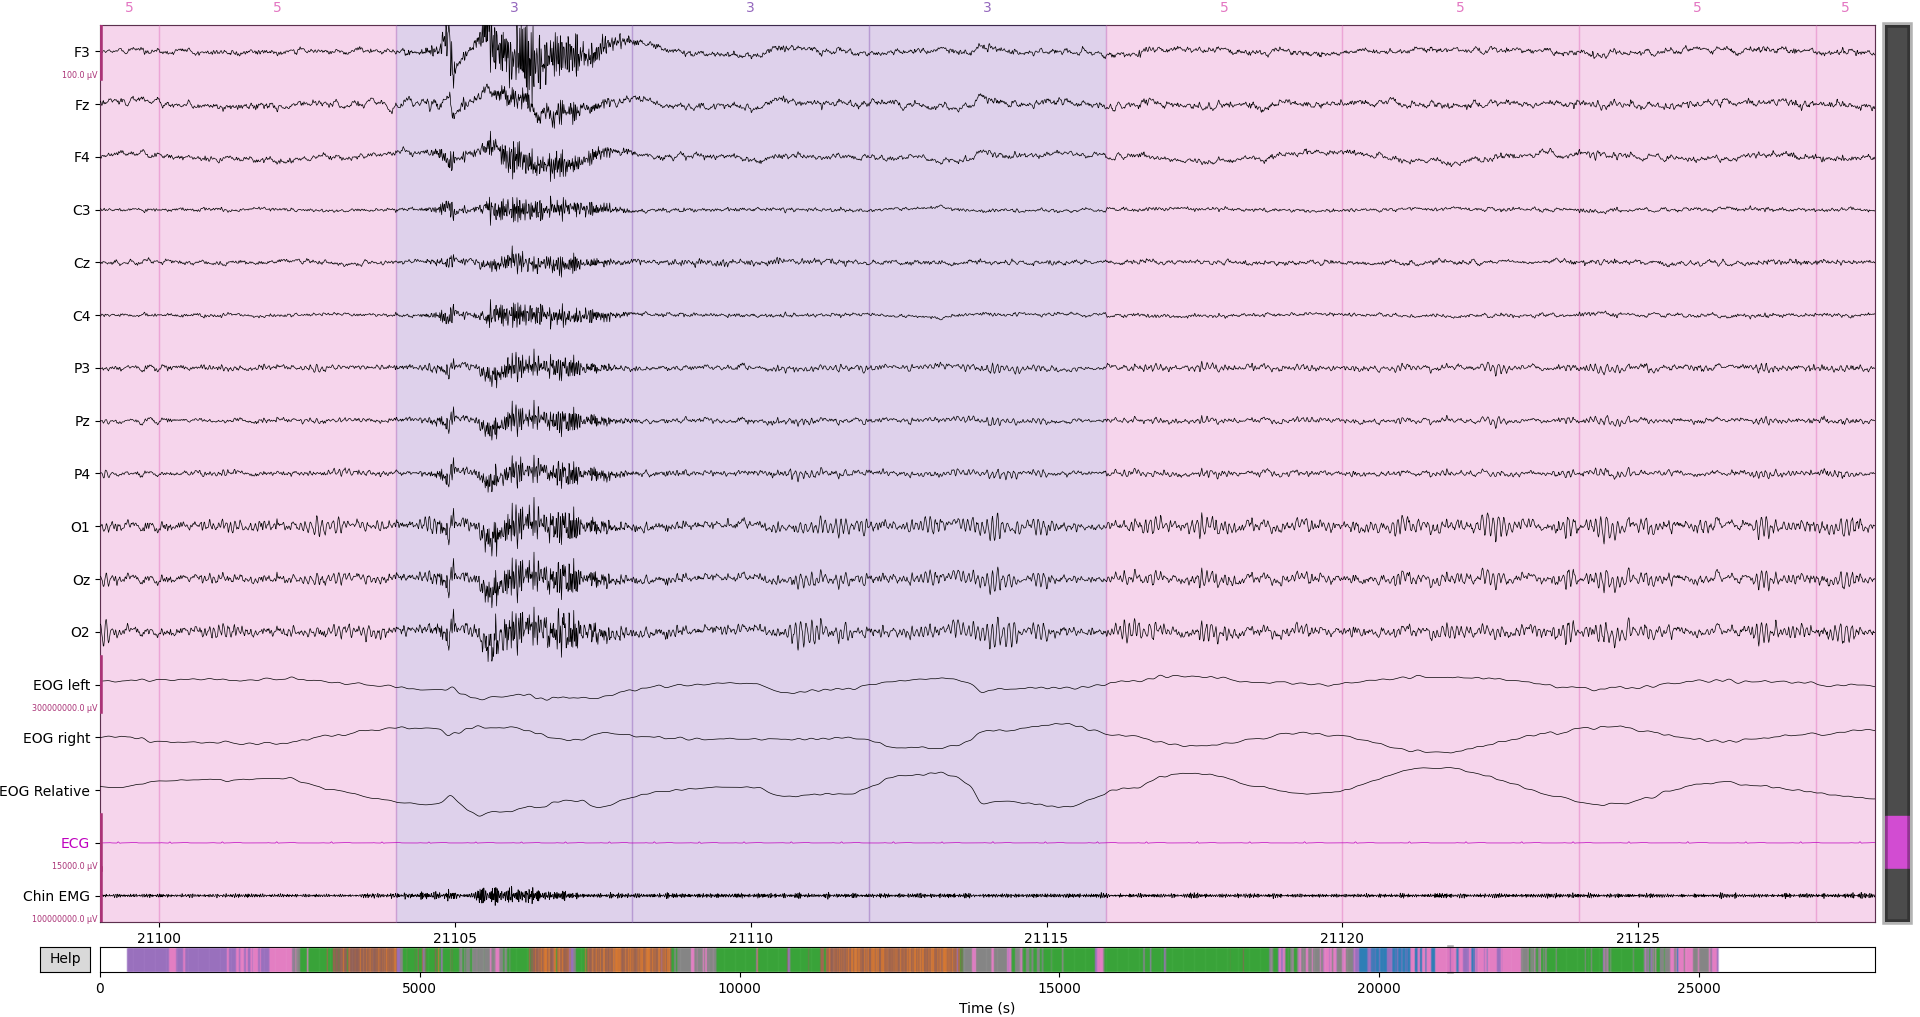 5 5 3 3 3 5 5 5 5
F3
100.0 µV
Fz
F4
C3
Cz
C4
P3
Pz
P4
O1
Oz
O2
EOG left
300000000.0 µV
EOG right
EOG Relative
ECG
15000.0 µV
Chin EMG
100000000.0 µV
21100 21105 21110 21115 21120 21125
Help
0 5000 10000 15000 20000 25000
Time (s)